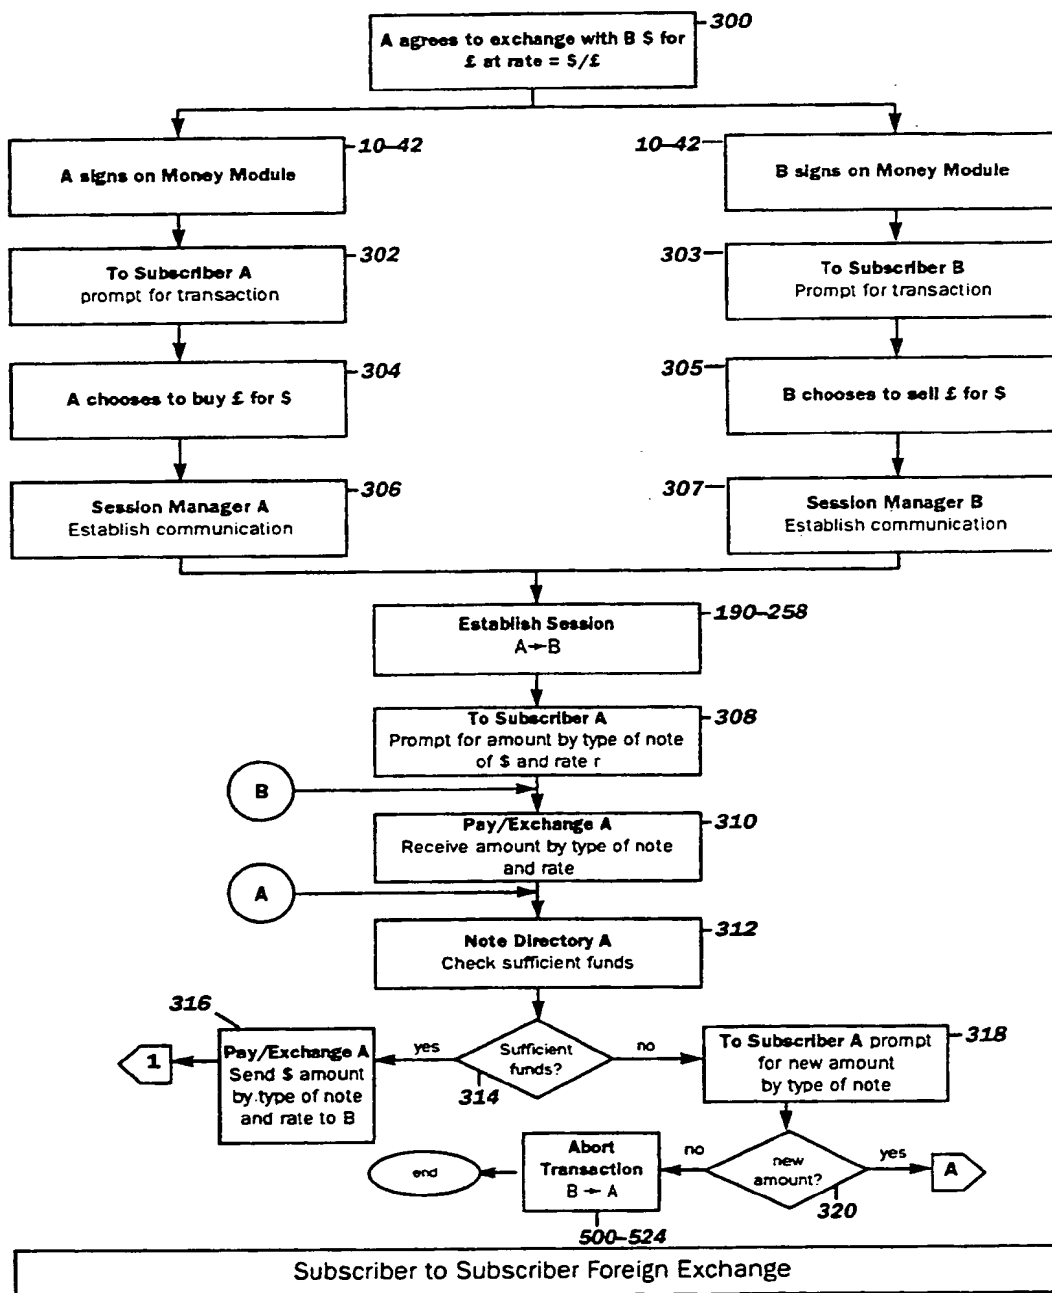 300
A agrees to exchange with B $ for
£ at rate = $/£
10–42
A signs on Money Module
10–42
B signs on Money Module
302
To Subscriber A
prompt for transaction
303
To Subscriber B
Prompt for transaction
304
A chooses to buy £ for $
305
B chooses to sell £ for $
306
Session Manager A
Establish communication
307
Session Manager B
Establish communication
190–258
Establish Session
A→B
308
To Subscriber A
Prompt for amount by type of note
of $ and rate r
B
310
Pay/Exchange A
Receive amount by type of note
and rate
A
312
Note Directory A
Check sufficient funds
316
1
Pay/Exchange A
Send $ amount
by type of note
and rate to B
yes
Sufficient
funds?
314
no
318
To Subscriber A prompt
for new amount
by type of note
end
Abort
Transaction
B → A
500–524
no
new
amount?
320
yes
A
Subscriber to Subscriber Foreign Exchange